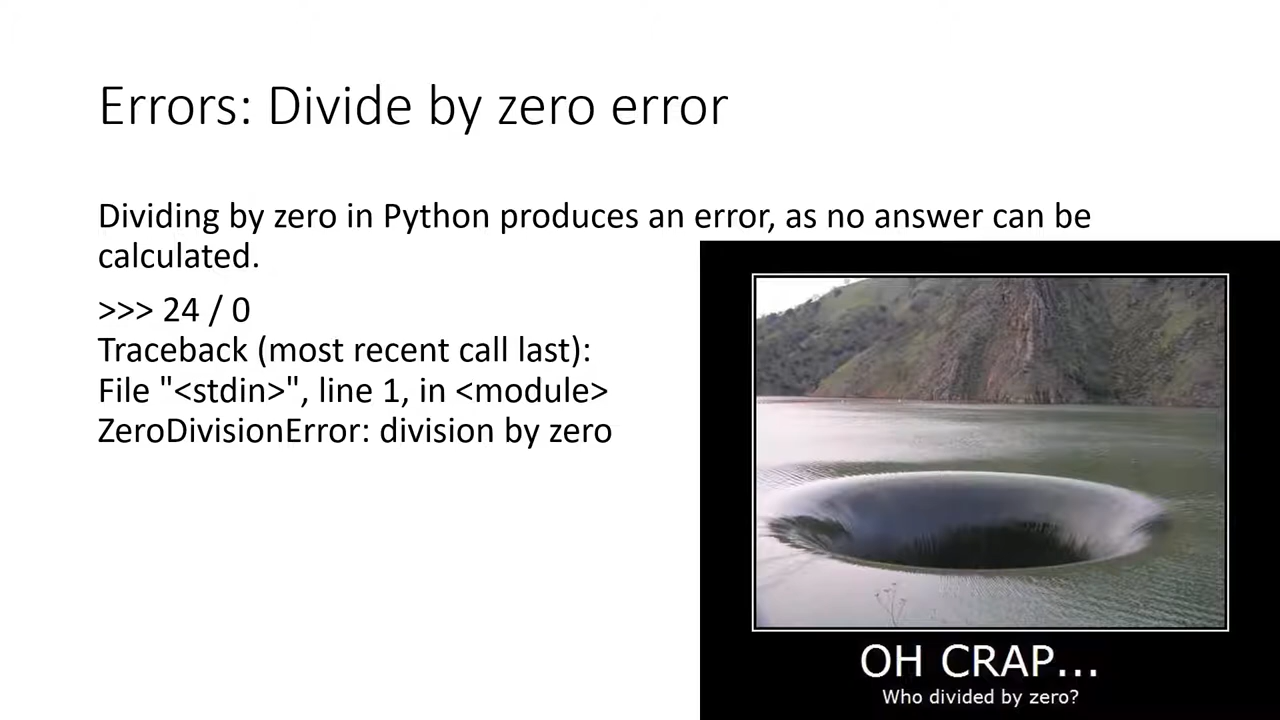 Errors: Divide by zero error
Dividing by zero in Python produces an error, as no answer can be
calculated.
>>> 24 / 0
Traceback (most recent call last):
File "<stdin>", line 1, in <module>
ZeroDivisionError: division by zero
OH CRAP...
Who divided by zero?